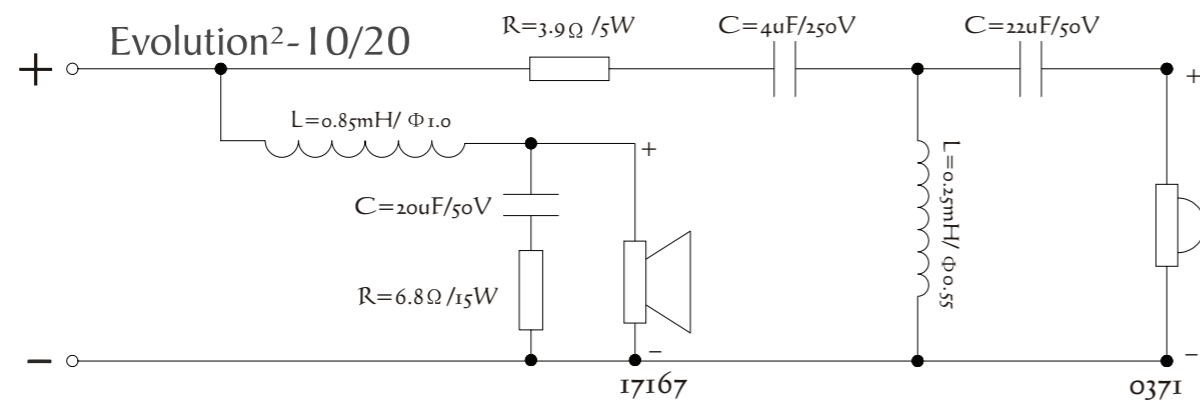 Evolution²-10/20
R=3.9Ω/5W
C=4uF/250V
C=22uF/50V
+
+
L=0.85mH/Φ1.0
+
L=0.25mH/Φ0.55
C=20uF/50V
R=6.8Ω/15W
−
−
−
17167
0371